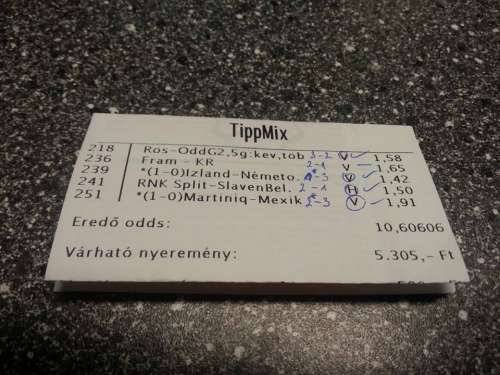 TippMix
218 Ros-OddG2,5g:kev,töb 3-2 V 1,58
236 Fram - KR 2-1 V 1,65
239 *(1-0)Izland-Németo. -3 V 1,42
241 RNK Split-SlavenBel. 2-1 H 1,50
251 *(1-0)Martiniq-Mexik 2-3 V 1,91
Eredő odds: 10,60606
Várható nyeremény: 5.305,- Ft